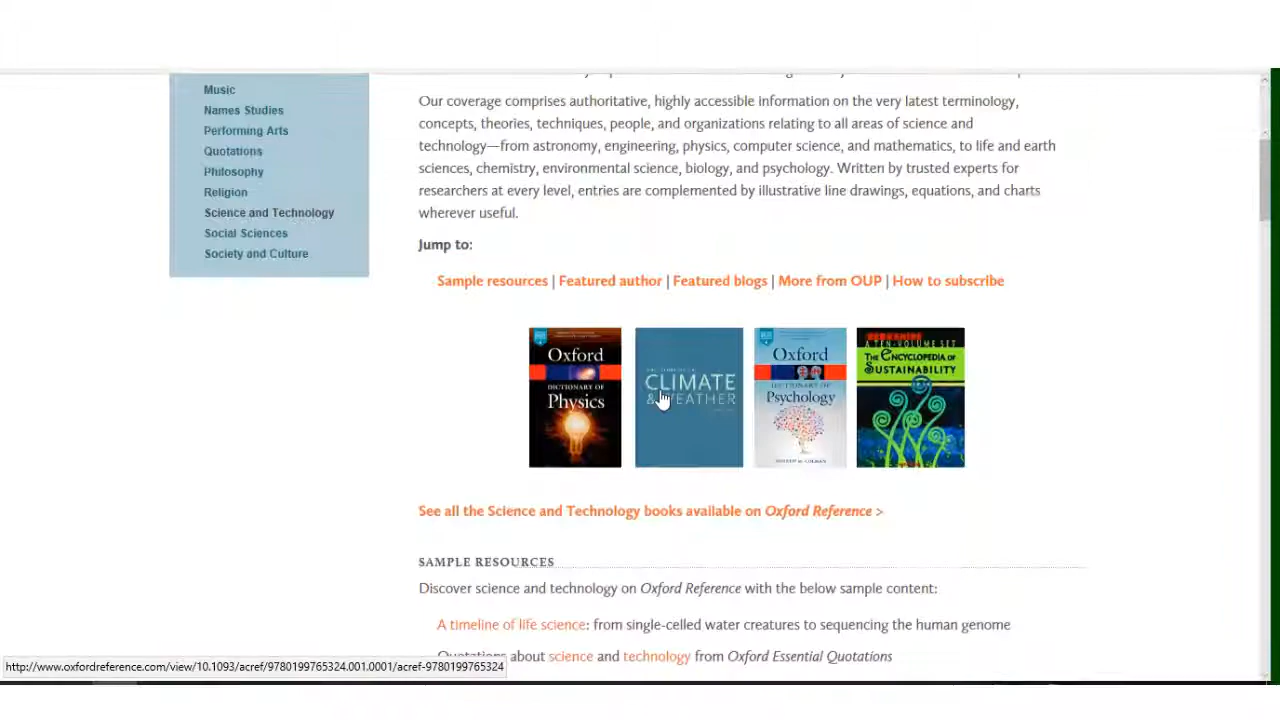 Music
Names Studies
Performing Arts
Quotations
Philosophy
Religion
Science and Technology
Social Sciences
Society and Culture
Our coverage comprises authoritative, highly accessible information on the very latest terminology,
concepts, theories, techniques, people, and organizations relating to all areas of science and
technology—from astronomy, engineering, physics, computer science, and mathematics, to life and earth
sciences, chemistry, environmental science, biology, and psychology. Written by trusted experts for
researchers at every level, entries are complemented by illustrative line drawings, equations, and charts
wherever useful.
Jump to:
Sample resources | Featured author | Featured blogs | More from OUP | How to subscribe
Oxford
DICTIONARY OF
Physics
CLIMATE
& WEATHER
Oxford
DICTIONARY OF
Psychology
ANDREW M. COLMAN
BERKSHIRE
A TEN-VOLUME SET
THE ENCYCLOPEDIA OF
SUSTAINABILITY
See all the Science and Technology books available on Oxford Reference >
SAMPLE RESOURCES
Discover science and technology on Oxford Reference with the below sample content:
A timeline of life science: from single-celled water creatures to sequencing the human genome
Quotations about science and technology from Oxford Essential Quotations
http://www.oxfordreference.com/view/10.1093/acref/9780199765324.001.0001/acref-9780199765324